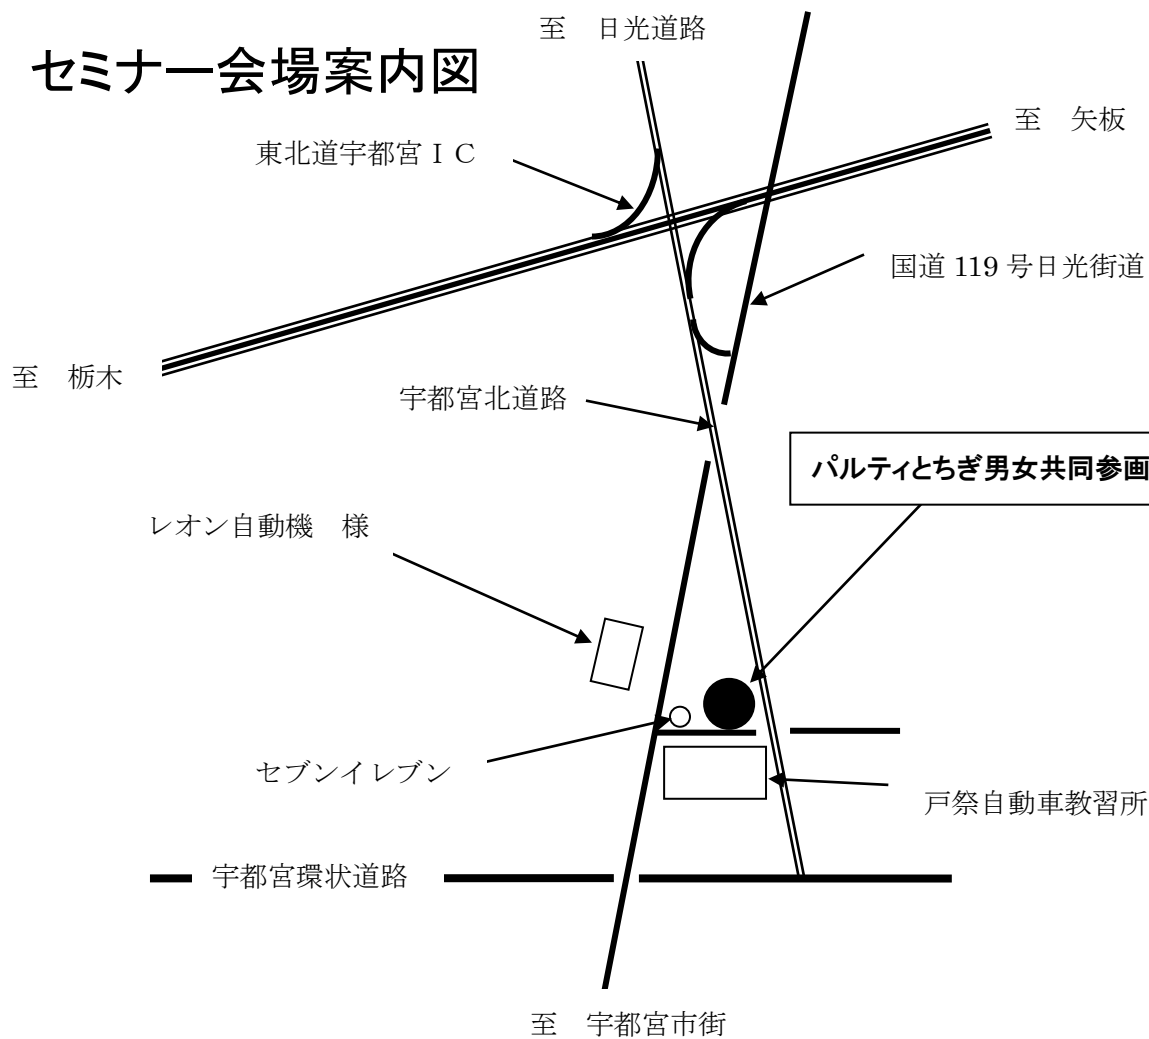 至　日光道路
セミナー会場案内図
至　矢板
東北道宇都宮ＩＣ
国道 119 号日光街道
至　栃木
宇都宮北道路
パルティとちぎ男女共同参画
レオン自動機　様
セブンイレブン
戸祭自動車教習所
宇都宮環状道路
至　宇都宮市街